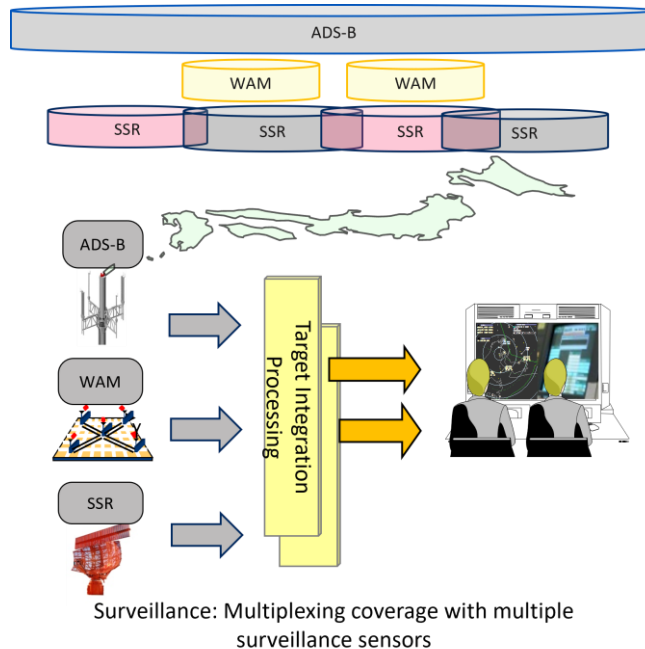 ADS-B
WAM
WAM
SSR
SSR
SSR
SSR
ADS-B
WAM
SSR
Target Integration
Processing
Surveillance: Multiplexing coverage with multiple
surveillance sensors